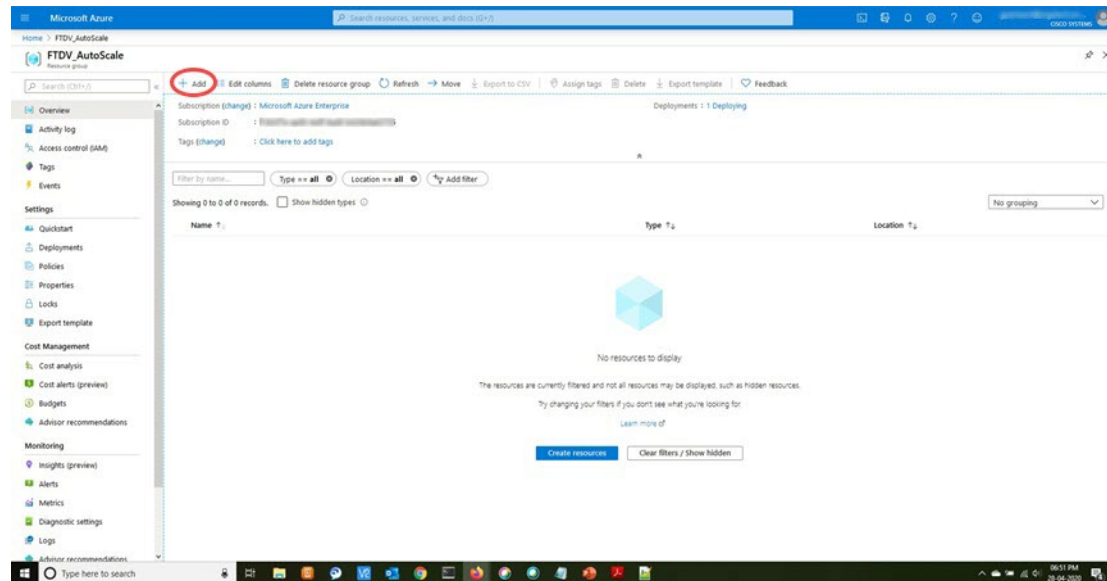 Microsoft Azure
Search resources, services, and docs (G+/)
CISCO SYSTEMS
Home > FTDV_AutoScale
FTDV_AutoScale
Resource group
Search (Ctrl+/)
Add
Edit columns
Delete resource group
Refresh
Move
Export to CSV
Assign tags
Delete
Export template
Feedback
Overview
Activity log
Access control (IAM)
Tags
Events
Settings
Quickstart
Deployments
Policies
Properties
Locks
Export template
Cost Management
Cost analysis
Cost alerts (preview)
Budgets
Advisor recommendations
Monitoring
Insights (preview)
Alerts
Metrics
Diagnostic settings
Logs
Advisor recommendations
Subscription (change) : Microsoft Azure Enterprise
Deployments : 1 Deploying
Subscription ID :
Tags (change) : Click here to add tags
Filter by name...
Type == all
Location == all
Add filter
Showing 0 to 0 of 0 records.
Show hidden types
No grouping
Name
Type
Location
No resources to display
The resources are currently filtered and not all resources may be displayed, such as hidden resources.
Try changing your filters if you don't see what you're looking for.
Learn more
Create resources
Clear filters / Show hidden
Type here to search
06:51 PM
28-04-2020